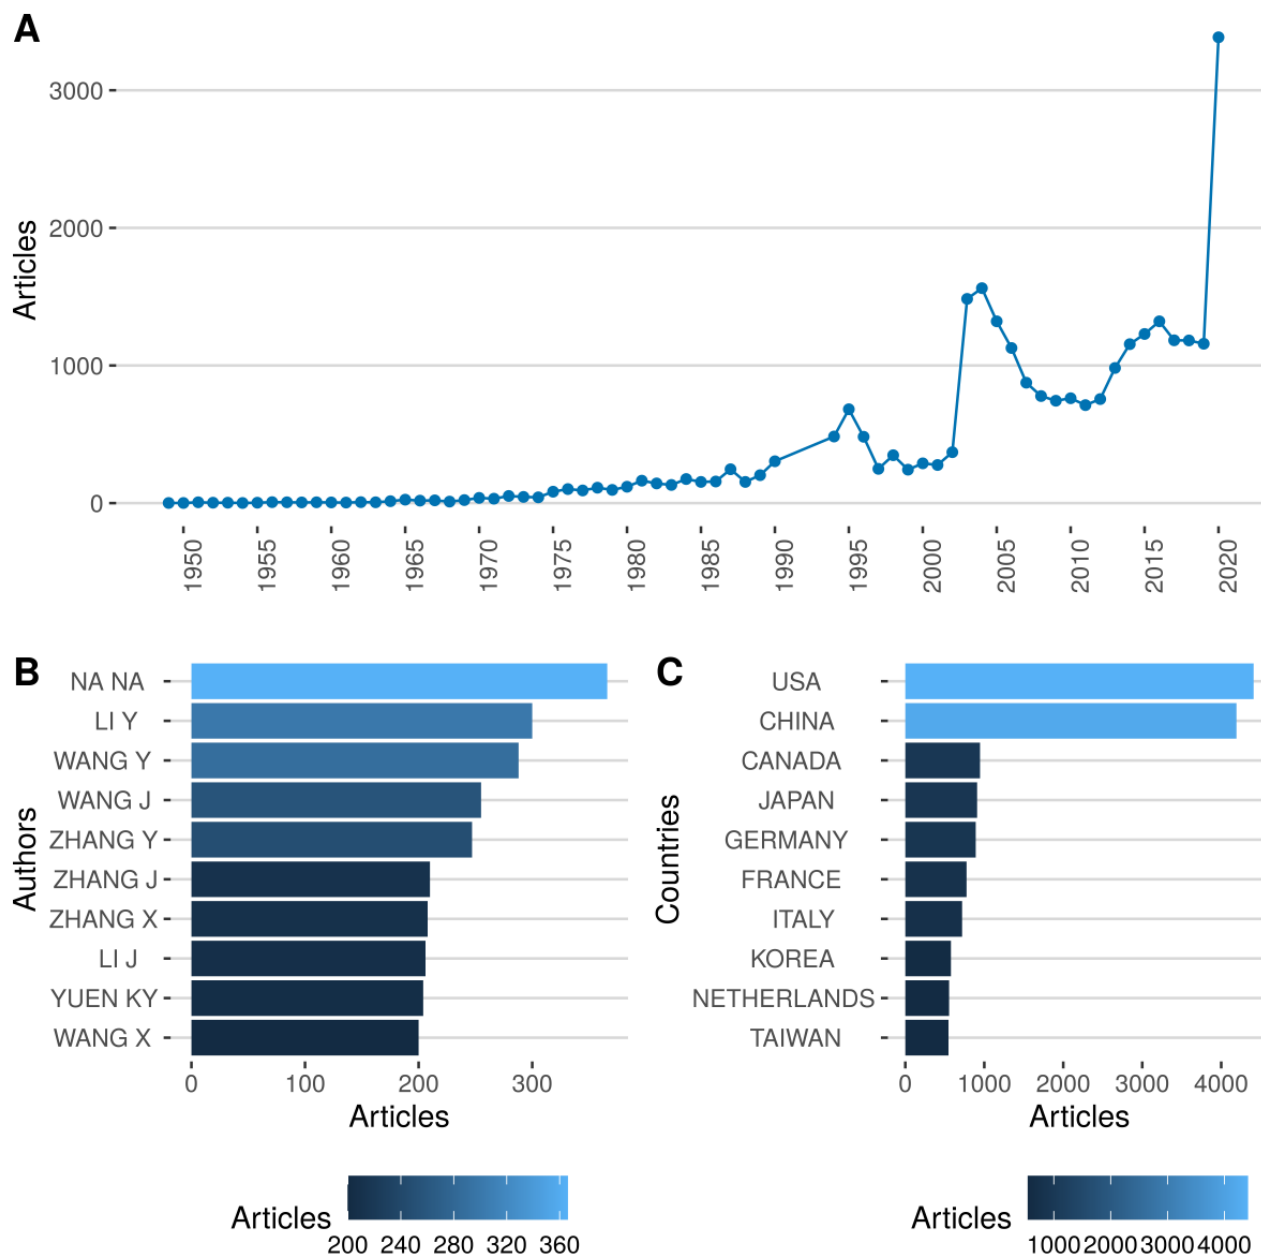 A
Articles
3000
2000
1000
0
1950
1955
1960
1965
1970
1975
1980
1985
1990
1995
2000
2005
2010
2015
2020
B
Authors
NA NA
LI Y
WANG Y
WANG J
ZHANG Y
ZHANG J
ZHANG X
LI J
YUEN KY
WANG X
0 100 200 300
Articles
Articles
200 240 280 320 360
C
Countries
USA
CHINA
CANADA
JAPAN
GERMANY
FRANCE
ITALY
KOREA
NETHERLANDS
TAIWAN
0 1000 2000 3000 4000
Articles
Articles
1000 2000 3000 4000